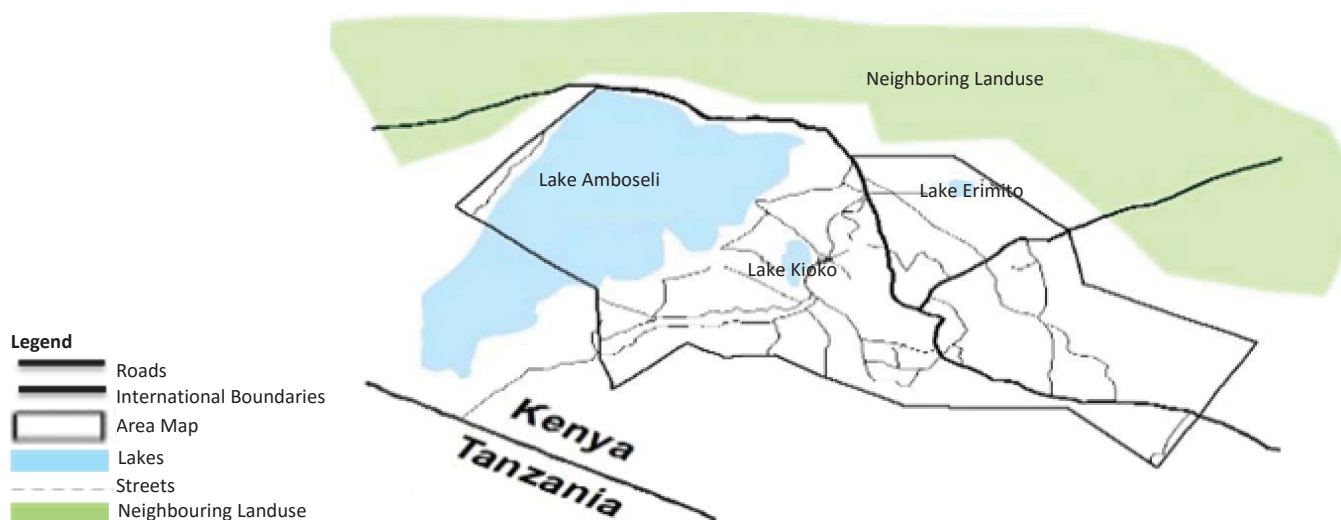 Neighboring Landuse
Lake Amboseli
Lake Erimito
Lake Kioko
Legend
Roads
International Boundaries
Area Map
Lakes
Streets
Neighbouring Landuse
Kenya
Tanzania